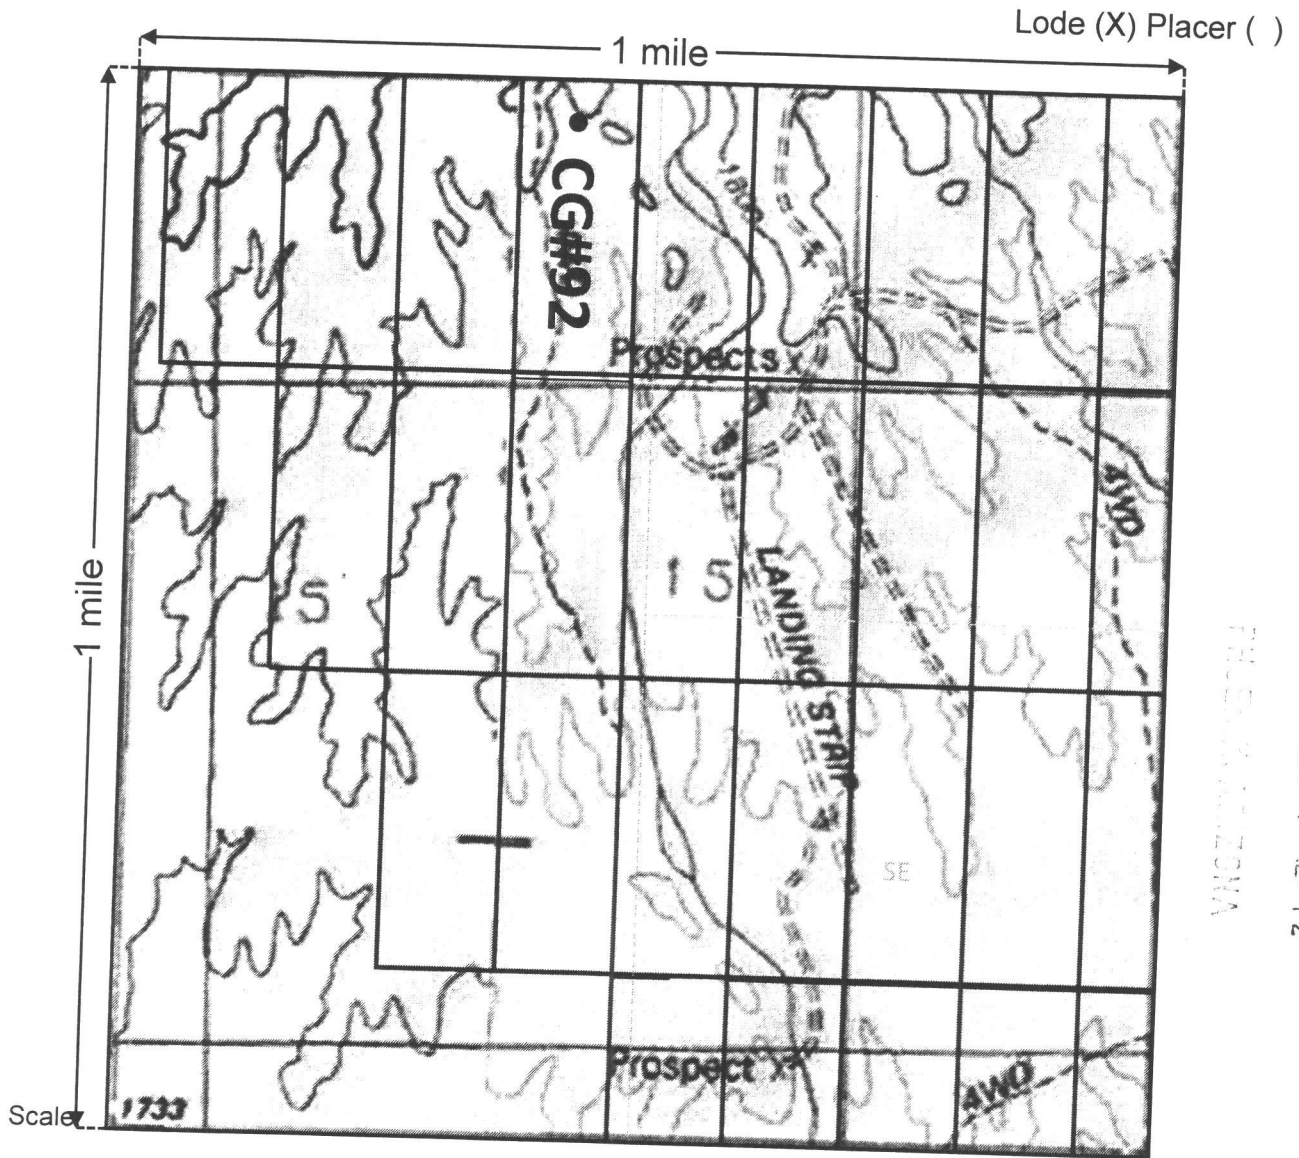 Lode (X) Placer ( )
1 mile
CG#92
1800
Prospects x
x
x
4WD
1 mile
S
1 5
LANDING STRIP
SE
Prospect x
4WD
Scale
1733